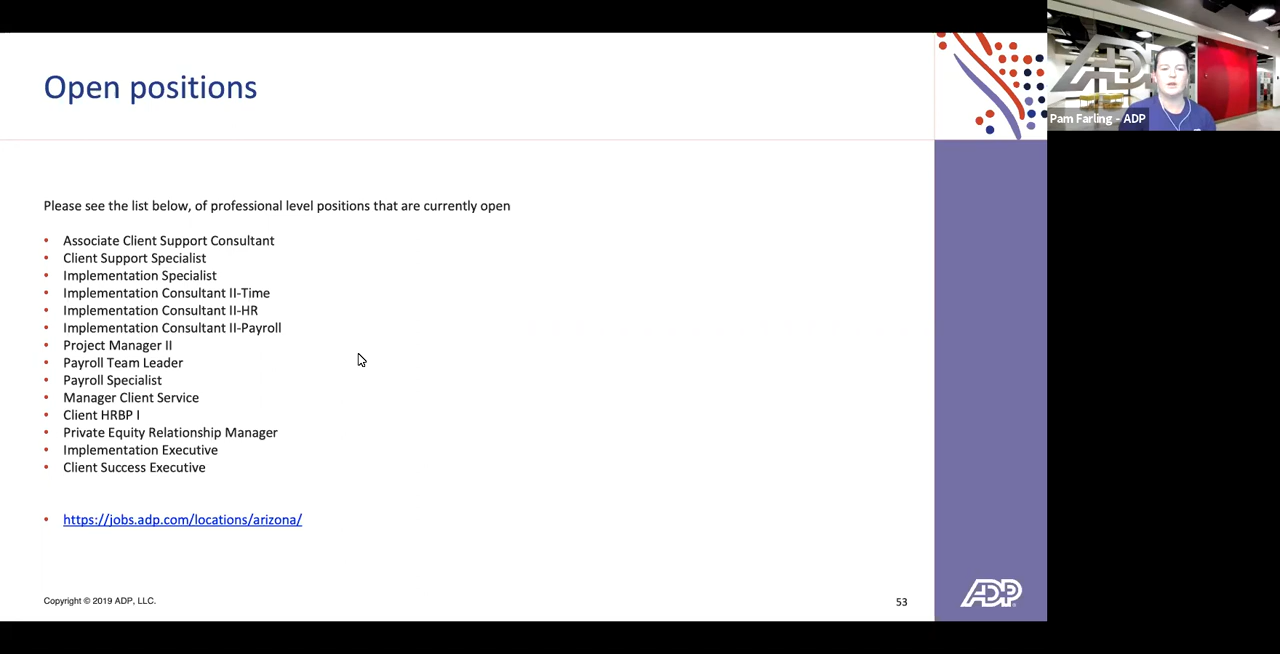 Open positions
ADP
Pam Farling - ADP
Please see the list below, of professional level positions that are currently open
• Associate Client Support Consultant
• Client Support Specialist
• Implementation Specialist
• Implementation Consultant II-Time
• Implementation Consultant II-HR
• Implementation Consultant II-Payroll
• Project Manager II
• Payroll Team Leader
• Payroll Specialist
• Manager Client Service
• Client HRBP I
• Private Equity Relationship Manager
• Implementation Executive
• Client Success Executive
• https://jobs.adp.com/locations/arizona/
Copyright © 2019 ADP, LLC.
53
ADP